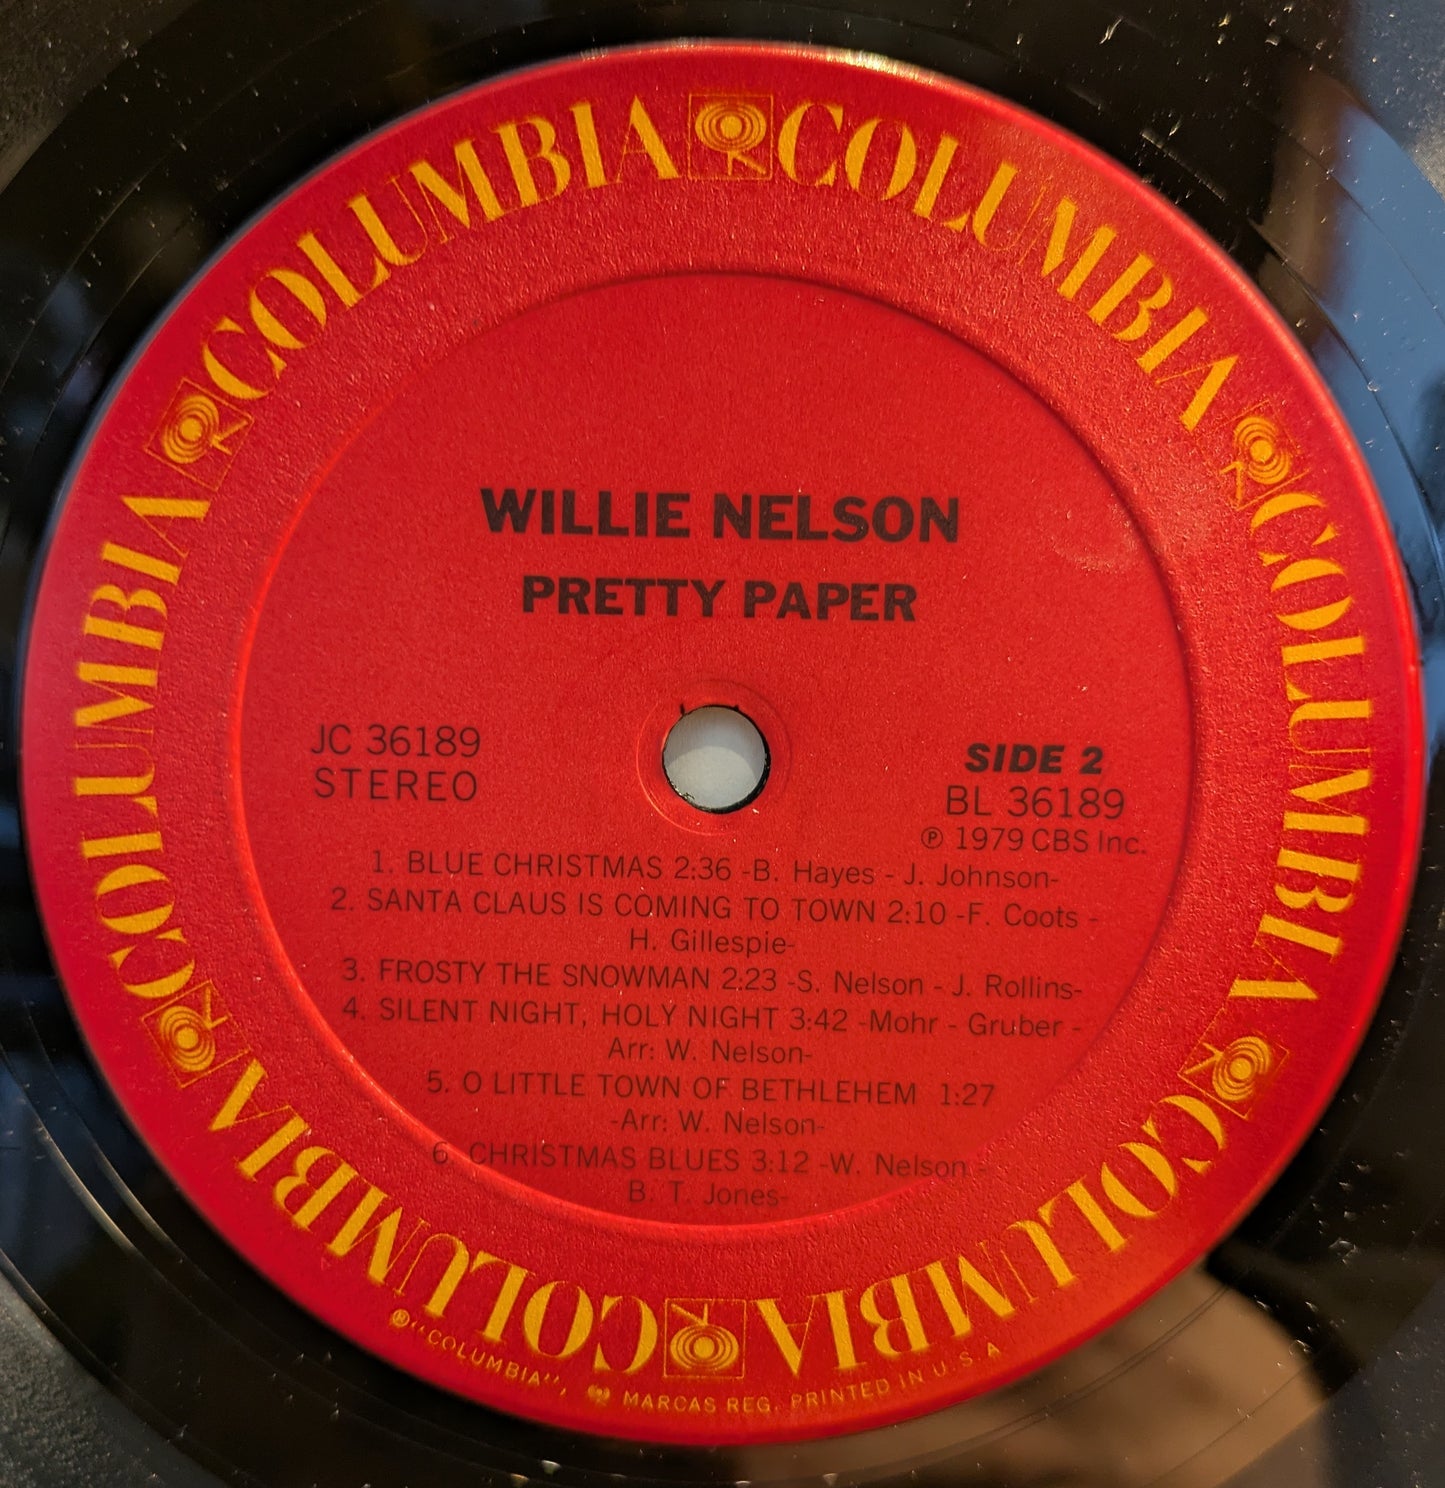 COLUMBIA COLUMBIA COLUMBIA COLUMBIA COLUMBIA COLUMBIA
WILLIE NELSON
PRETTY PAPER
JC 36189
STEREO
SIDE 2
BL 36189
℗ 1979 CBS Inc.
1. BLUE CHRISTMAS 2:36 -B. Hayes - J. Johnson-
2. SANTA CLAUS IS COMING TO TOWN 2:10 -F. Coots -
H. Gillespie-
3. FROSTY THE SNOWMAN 2:23 -S. Nelson - J. Rollins-
4. SILENT NIGHT, HOLY NIGHT 3:42 -Mohr - Gruber -
Arr: W. Nelson-
5. O LITTLE TOWN OF BETHLEHEM 1:27
-Arr: W. Nelson-
6. CHRISTMAS BLUES 3:12 -W. Nelson -
B. T. Jones-
® "COLUMBIA", MARCAS REG. PRINTED IN U.S.A